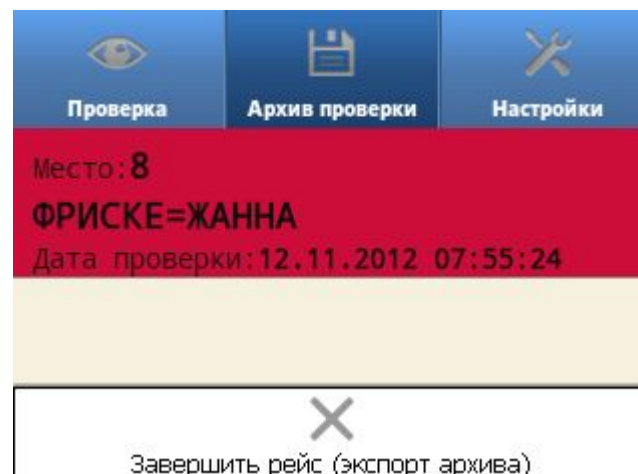 Проверка Архив проверки Настройки
Место:8
ФРИСКЕ=ЖАННА
Дата проверки:12.11.2012 07:55:24
Завершить рейс (экспорт архива)